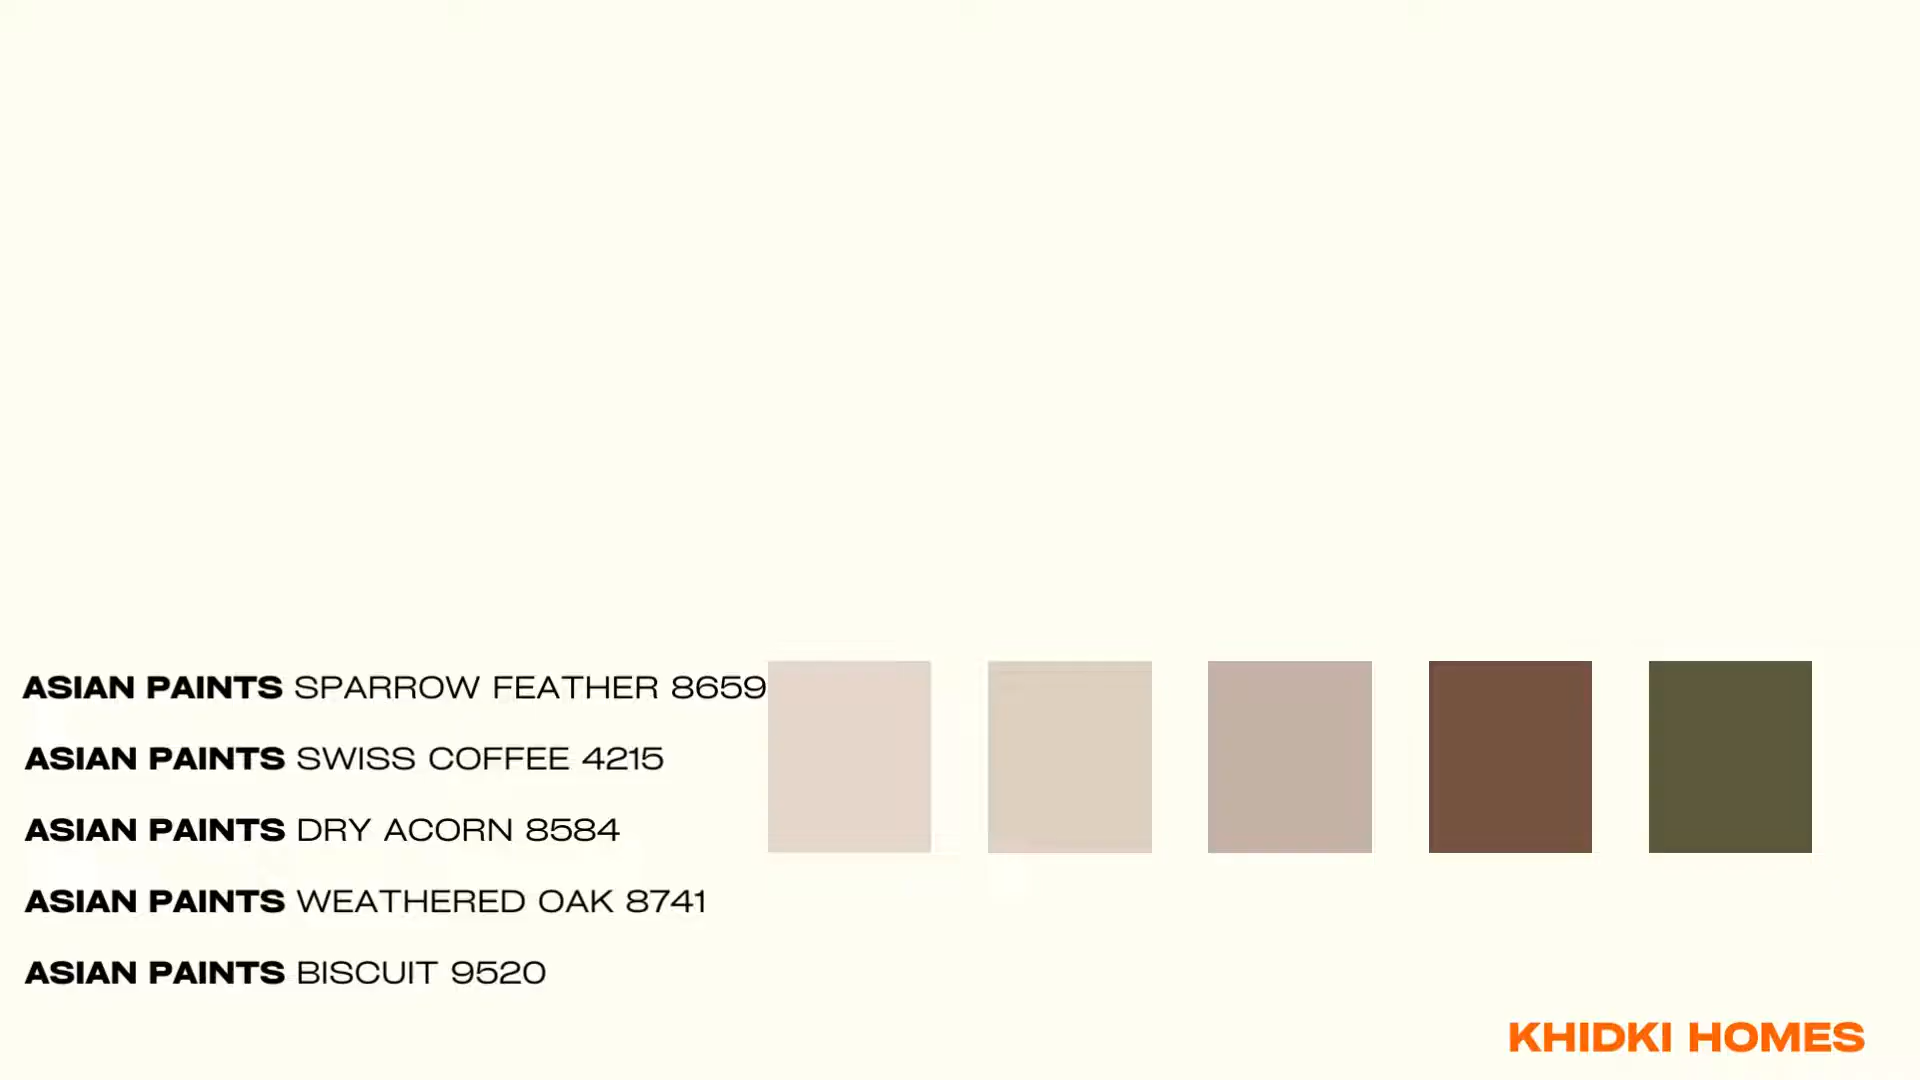 ASIAN PAINTS SPARROW FEATHER 8659
ASIAN PAINTS SWISS COFFEE 4215
ASIAN PAINTS DRY ACORN 8584
ASIAN PAINTS WEATHERED OAK 8741
ASIAN PAINTS BISCUIT 9520
KHIDKI HOMES